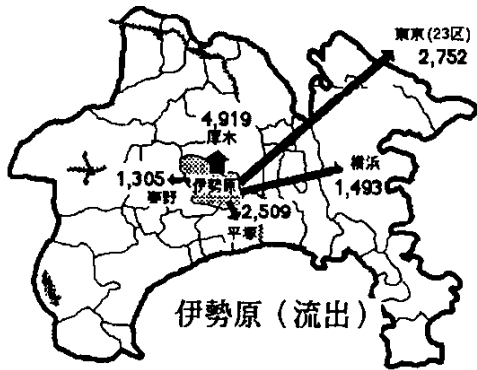 東京(23区)
2,752
4,919
厚木
横浜
1,493
1,305
秦野
伊勢原
2,509
平塚
伊勢原（流出）